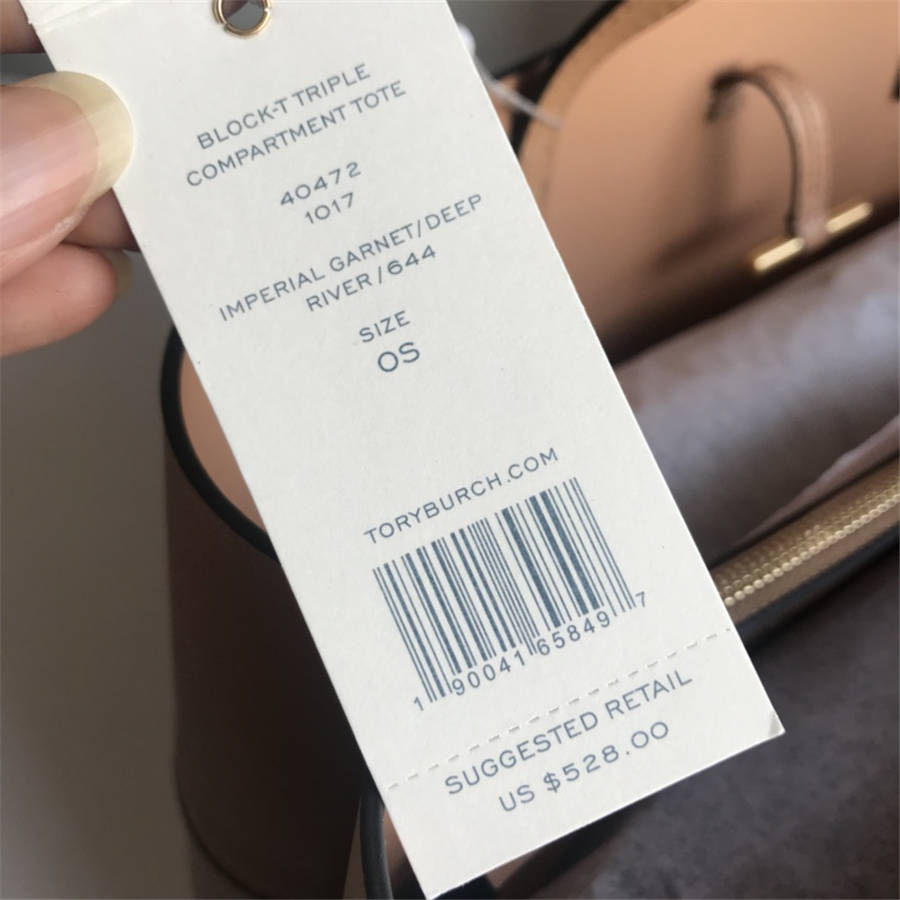 BLOCK-T TRIPLE
COMPARTMENT TOTE
40472
1017
IMPERIAL GARNET/DEEP
RIVER/644
SIZE
OS
TORYBURCH.COM
1 90041 65849 7
SUGGESTED RETAIL
US $528.00